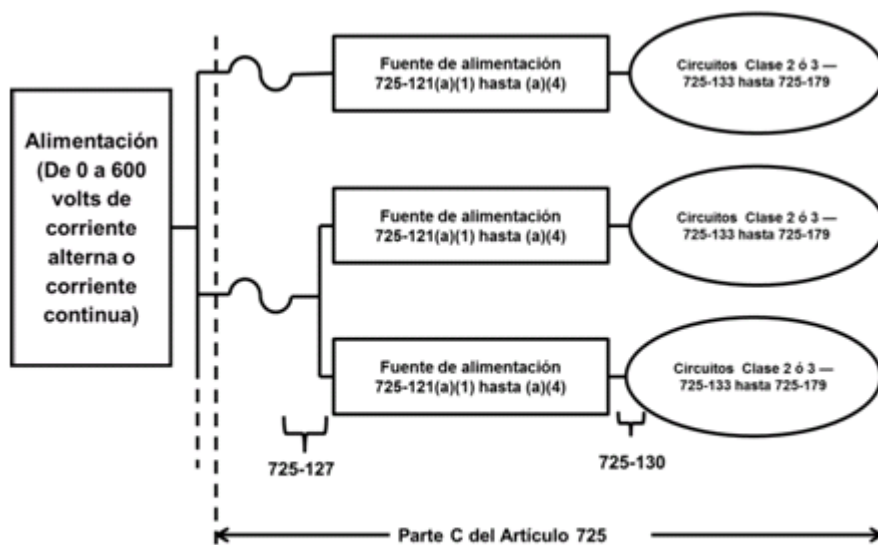 Alimentación
(De 0 a 600
volts de
corriente
alterna o
corriente
continua)
Fuente de alimentación
725-121(a)(1) hasta (a)(4)
Circuitos Clase 2 ó 3 —
725-133 hasta 725-179
Fuente de alimentación
725-121(a)(1) hasta (a)(4)
Circuitos Clase 2 ó 3 —
725-133 hasta 725-179
Fuente de alimentación
725-121(a)(1) hasta (a)(4)
Circuitos Clase 2 ó 3 —
725-133 hasta 725-179
725-127
725-130
Parte C del Artículo 725